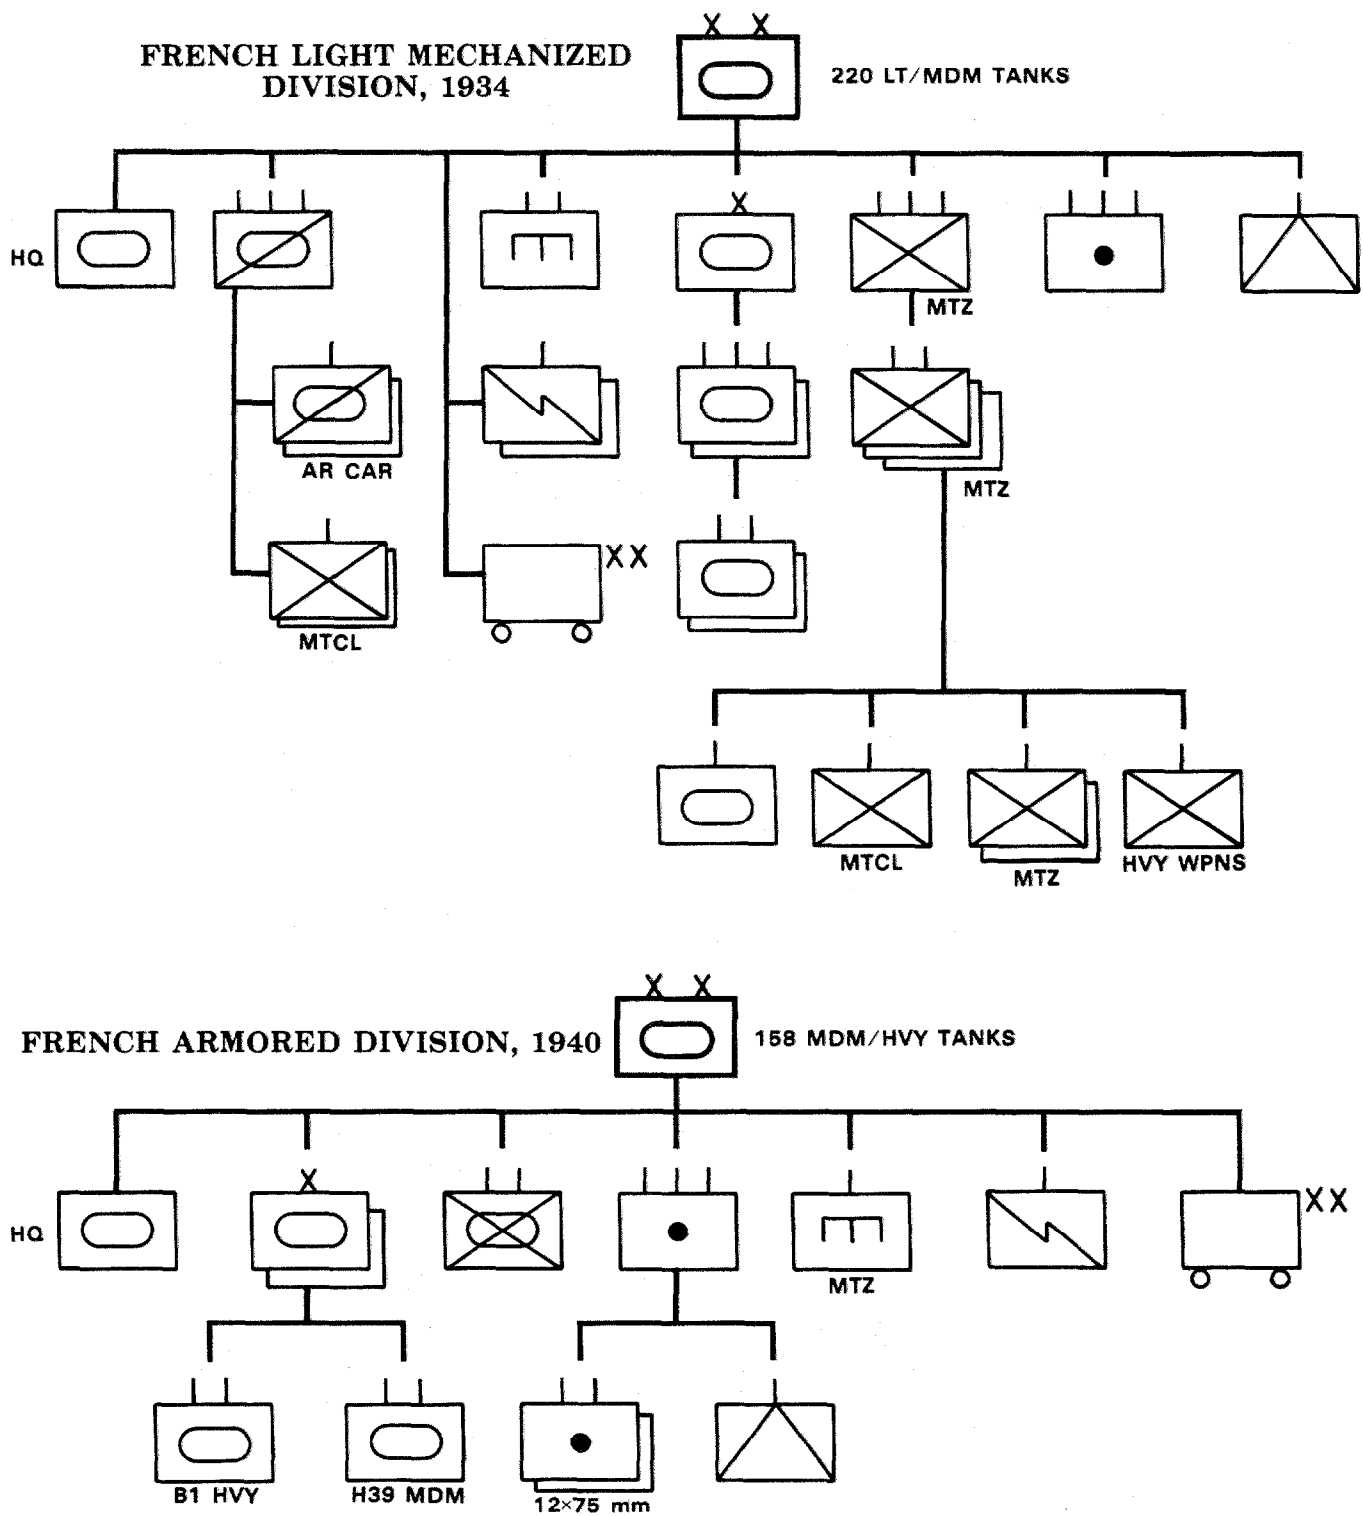 X X
FRENCH LIGHT MECHANIZED
DIVISION, 1934
220 LT/MDM TANKS
X
HQ
MTZ
AR CAR
MTZ
XX
MTCL
MTCL
MTZ
HVY WPNS
X X
FRENCH ARMORED DIVISION, 1940
158 MDM/HVY TANKS
X
XX
HQ
MTZ
B1 HVY
H39 MDM
12×75 mm